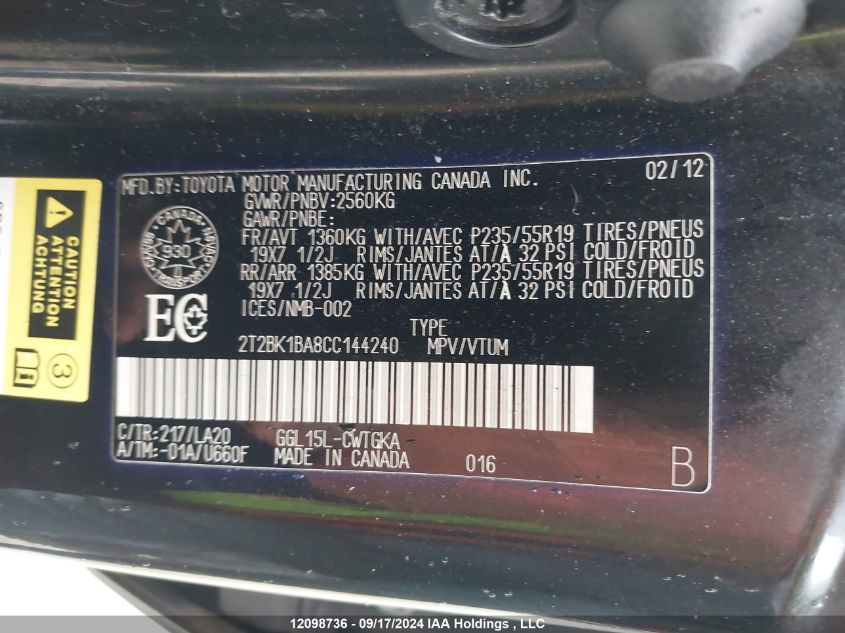 MFD.BY:TOYOTA MOTOR MANUFACTURING CANADA INC. 02/12
GVWR/PNBV:2560KG
GAWR/PNBE:
FR/AVT 1360KG WITH/AVEC P235/55R19 TIRES/PNEUS
19X7 1/2J RIMS/JANTES AT/À 32 PSI COLD/FROID
RR/ARR 1385KG WITH/AVEC P235/55R19 TIRES/PNEUS
19X7 1/2J RIMS/JANTES AT/À 32 PSI COLD/FROID
ICES/NMB-002
930
EC
TYPE
2T2BK1BA8CC144240 MPV/VTUM
C/TR:217/LA20 GGL15L-CWTGKA
A/TM:-01A/U660F MADE IN CANADA 016 B
CAUTION
ATTENTION
3
12098736 - 09/17/2024 IAA Holdings , LLC